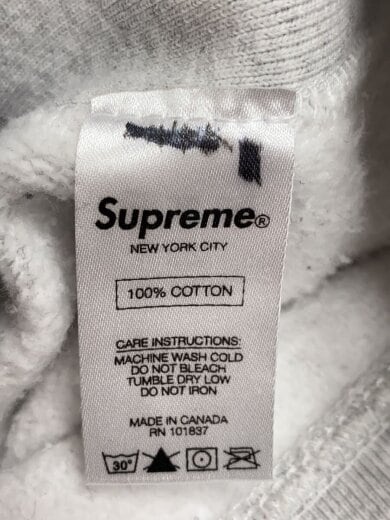 Supreme®
NEW YORK CITY
100% COTTON
CARE INSTRUCTIONS:
MACHINE WASH COLD
DO NOT BLEACH
TUMBLE DRY LOW
DO NOT IRON
MADE IN CANADA
RN 101837
30°